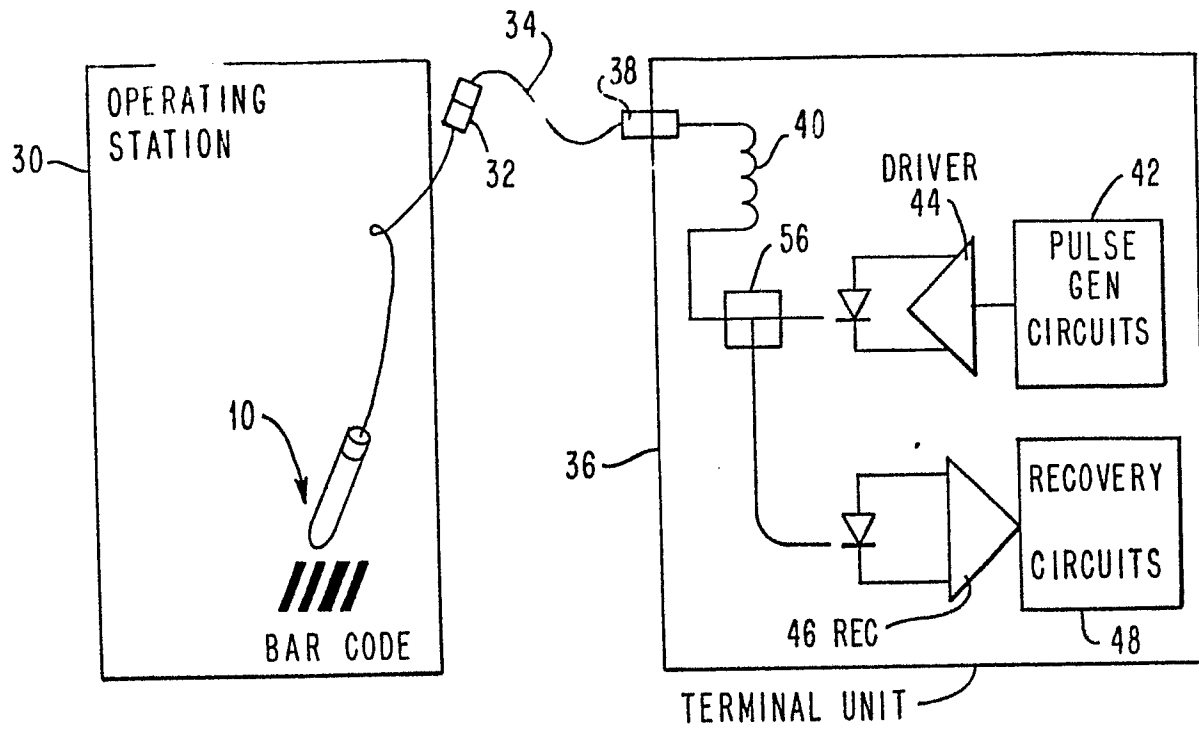 34
OPERATING
STATION
38
30
32
40
DRIVER
44
42
56
PULSE
GEN
CIRCUITS
10
36
RECOVERY
CIRCUITS
BAR CODE
46 REC
48
TERMINAL UNIT